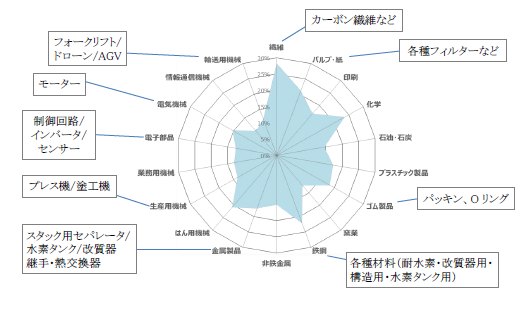 カーボン繊維など
フォークリフト/
ドローン/AGV
各種フィルターなど
モーター
制御回路/
インバータ/
センサー
プレス機/塗工機
スタック用セパレータ/
水素タンク/改質器
継手・熱交換器
パッキン、Oリング
各種材料(耐水素・改質器用・
構造用・水素タンク用)
繊維
パルプ・紙
印刷
化学
石油・石炭
プラスチック製品
ゴム製品
窯業
鉄鋼
非鉄金属
金属製品
はん用機械
生産用機械
業務用機械
電子部品
電気機械
情報通信機械
輸送用機械
30%
25%
20%
15%
10%
5%
0%